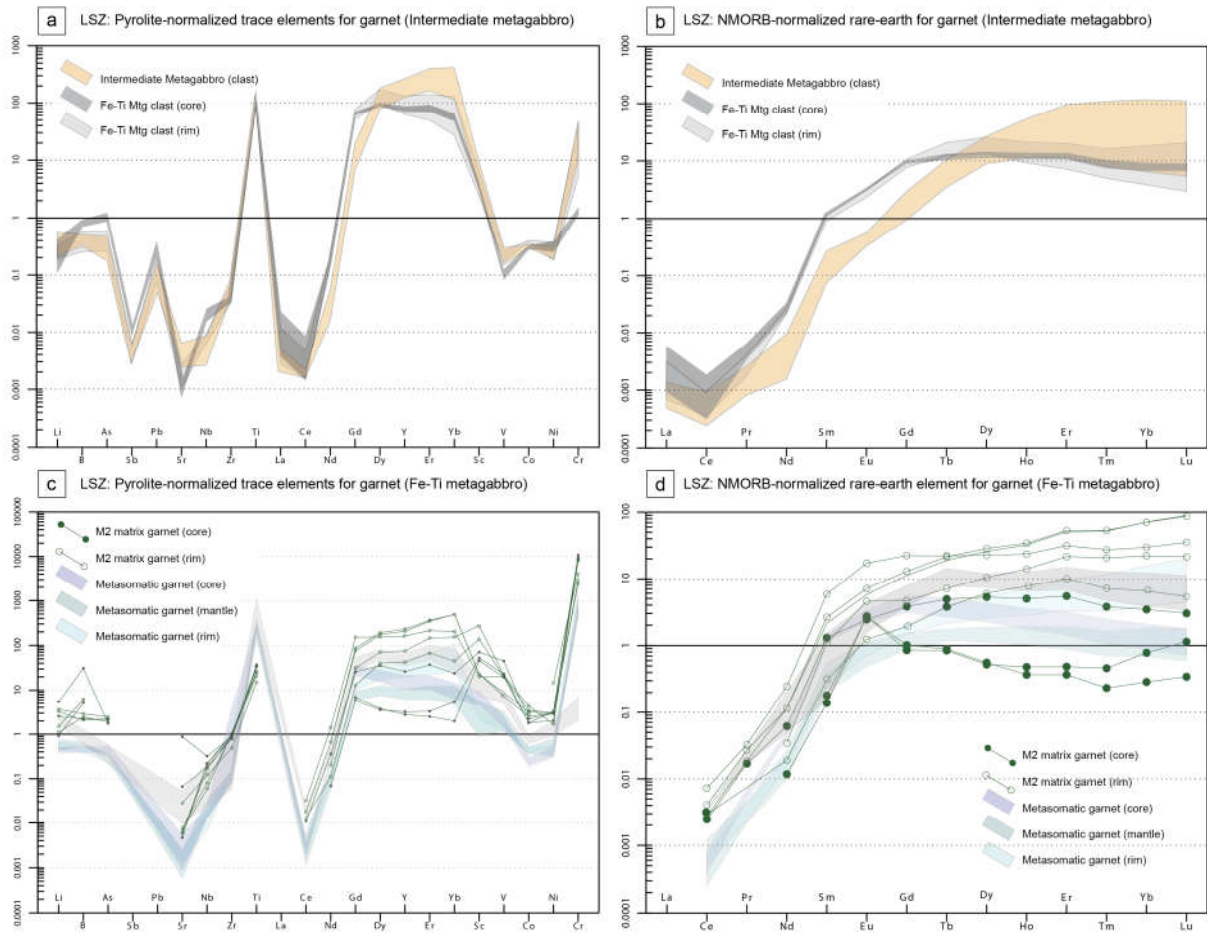 a LSZ: Pyrolite-normalized trace elements for garnet (Intermediate metagabbro)
1000
100
10
1
0.1
0.01
0.001
0.0001
Intermediate Metagabbro (clast)
Fe-Ti Mtg clast (core)
Fe-Ti Mtg clast (rim)
Li As Pb Nb Ti Ce Gd Y Yb V Ni
B Sb Sr Zr La Nd Dy Er Sc Co Cr
b LSZ: NMORB-normalized rare-earth for garnet (Intermediate metagabbro)
1000
100
10
1
0.1
0.01
0.001
0.0001
Intermediate Metagabbro (clast)
Fe-Ti Mtg clast (core)
Fe-Ti Mtg clast (rim)
La Pr Sm Gd Dy Er Yb
Ce Nd Eu Tb Ho Tm Lu
c LSZ: Pyrolite-normalized trace elements for garnet (Fe-Ti metagabbro)
100000
10000
1000
100
10
1
0.1
0.01
0.001
0.0001
M2 matrix garnet (core)
M2 matrix garnet (rim)
Metasomatic garnet (core)
Metasomatic garnet (mantle)
Metasomatic garnet (rim)
Li As Pb Nb Ti Ce Gd Y Yb V Ni
B Sr Zr La Nd Dy Er Sc Co Cr
d LSZ: NMORB-normalized rare-earth element for garnet (Fe-Ti metagabbro)
100
10
1
0.1
0.01
0.001
0.0001
M2 matrix garnet (core)
M2 matrix garnet (rim)
Metasomatic garnet (core)
Metasomatic garnet (mantle)
Metasomatic garnet (rim)
La Pr Sm Gd Dy Er Yb
Ce Nd Eu Tb Ho Tm Lu